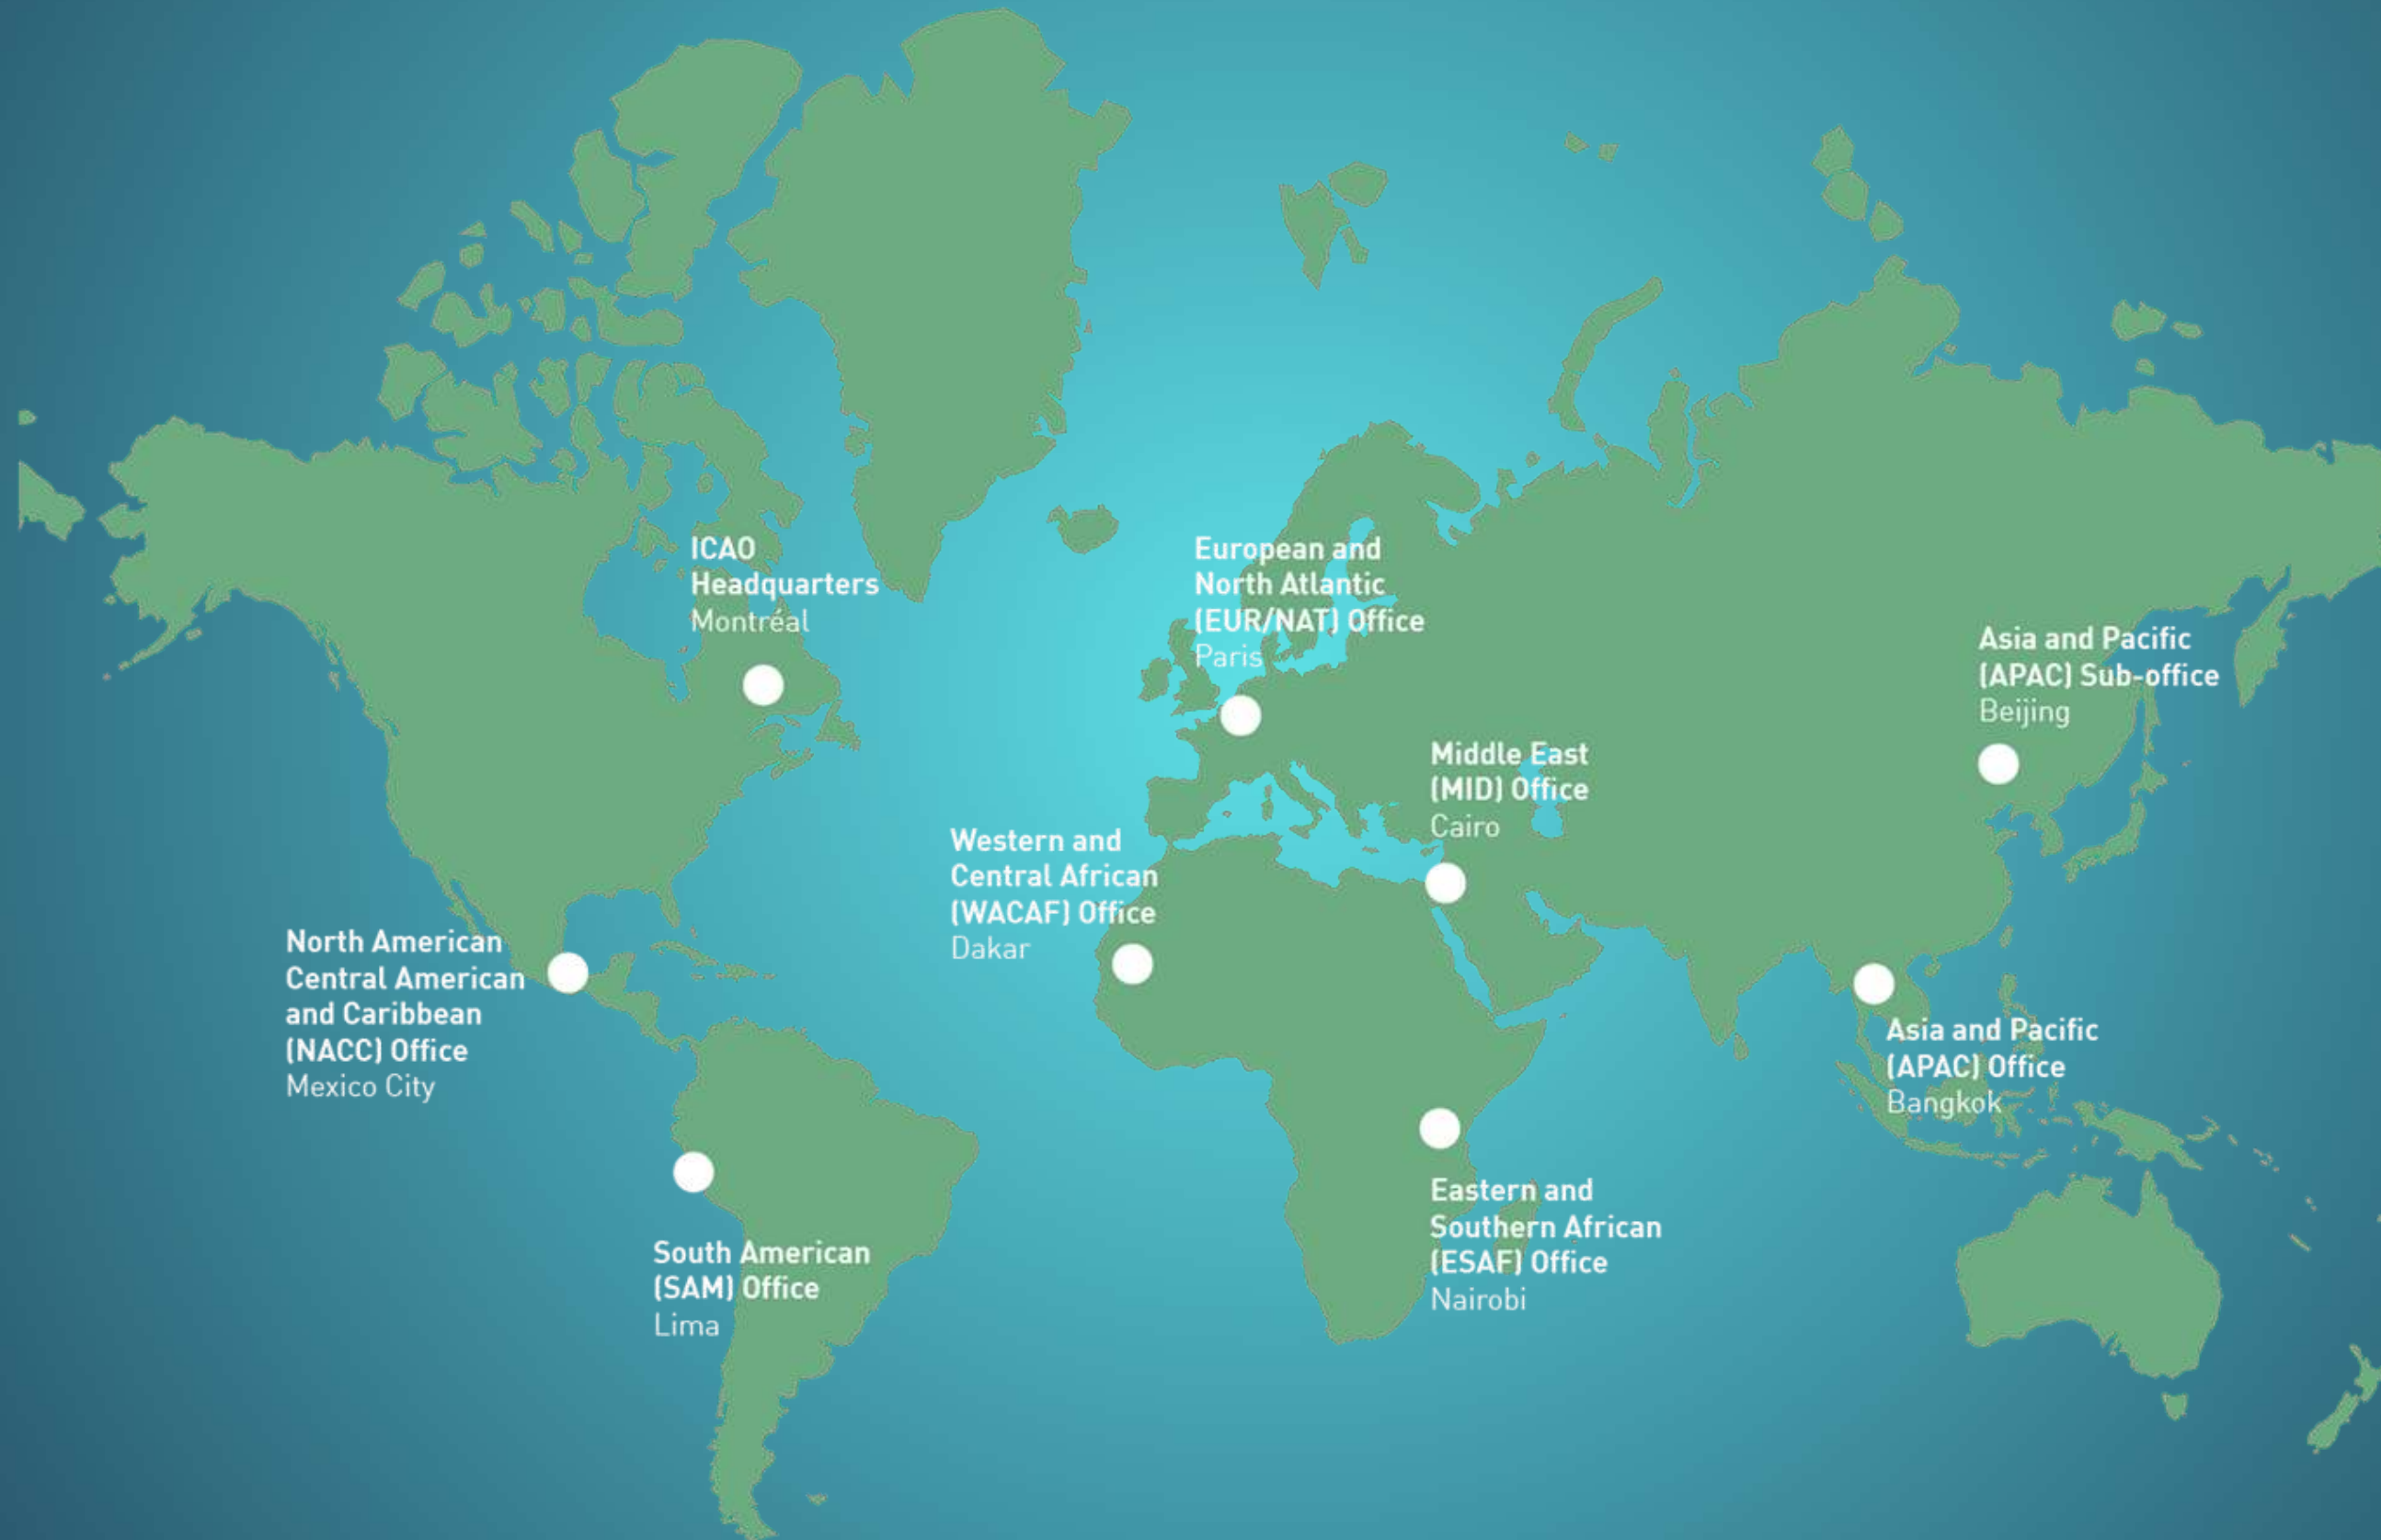 ICAO
Headquarters
Montréal
European and
North Atlantic
(EUR/NAT) Office
Paris
Asia and Pacific
(APAC) Sub-office
Beijing
Middle East
(MID) Office
Cairo
Western and
Central African
(WACAF) Office
Dakar
North American
Central American
and Caribbean
(NACC) Office
Mexico City
Asia and Pacific
(APAC) Office
Bangkok
Eastern and
Southern African
(ESAF) Office
Nairobi
South American
(SAM) Office
Lima